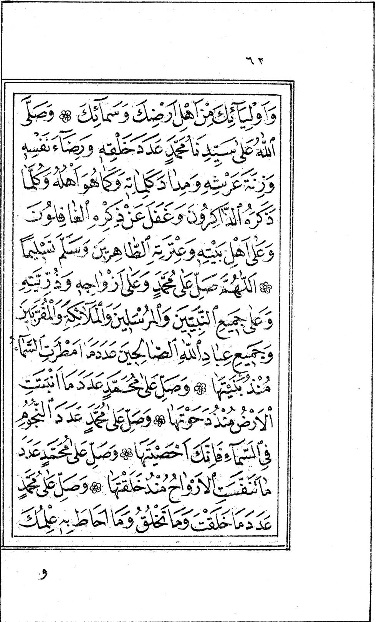 ٦٢
وَاَوْلِيَآئِكَ مِنْ اَهْلِ اَرْضِكَ وَسَمَآئِكَ ۞ وَصَلَّى
اللّٰهُ عَلٰى سَيِّدِنَا مُحَمَّدٍ عَدَدَ خَلْقِهِ وَرِضَآءَ نَفْسِهِ
وَزِنَةَ عَرْشِهِ وَمِدَادَ كَلِمَاتِهِ وَكَمَا هُوَ اَهْلُهُ وَكُلَّمَا
ذَكَرَهُ الذَّاكِرُونَ وَغَفَلَ عَنْ ذِكْرِهِ الْغَافِلُونَ
وَعَلٰى اَهْلِ بَيْتِهِ وَعِتْرَتِهِ الطَّاهِرِينَ وَسَلَّمَ تَسْلِيمًا
۞ اَللّٰهُمَّ صَلِّ عَلٰى مُحَمَّدٍ وَعَلٰى اَزْوَاجِهِ وَذُرِّيَّتِهِ
وَعَلٰى جَمِيعِ النَّبِيِّينَ وَالْمُرْسَلِينَ وَالْمَلَآئِكَةِ وَالْمُقَرَّبِينَ
وَجَمِيعِ عِبَادِ اللّٰهِ الصَّالِحِينَ عَدَدَ مَا اَمْطَرَتِ السَّمَآءُ
مُنْذُ بَنَيْتَهَا ۞ وَصَلِّ عَلٰى مُحَمَّدٍ عَدَدَ مَا اَنْبَتَتِ
الْاَرْضُ مُنْذُ دَحَوْتَهَا ۞ وَصَلِّ عَلٰى مُحَمَّدٍ عَدَدَ النُّجُومِ
فِي السَّمَآءِ فَاِنَّكَ اَحْصَيْتَهَا ۞ وَصَلِّ عَلٰى مُحَمَّدٍ عَدَدَ
مَا تَنَفَّسَتِ الْاَرْوَاحُ مُنْذُ خَلَقْتَهَا ۞ وَصَلِّ عَلٰى مُحَمَّدٍ
عَدَدَ مَا خَلَقْتَ وَمَا تَخْلُقُ وَمَا اَحَاطَ بِهِ عِلْمُكَ
و